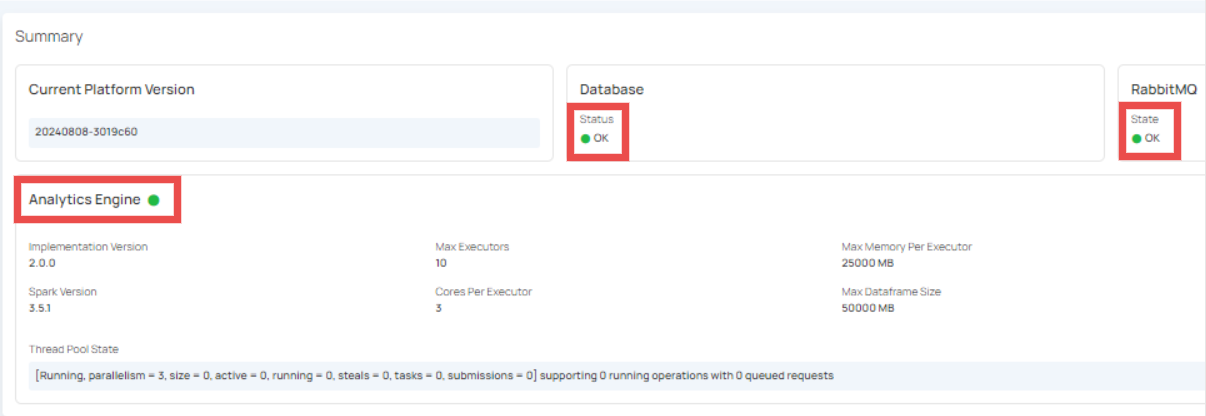 Summary
Current Platform Version
20240808-3019c60
Database
Status
OK
RabbitMQ
State
OK
Analytics Engine
Implementation Version
2.0.0
Max Executors
10
Max Memory Per Executor
25000 MB
Spark Version
3.5.1
Cores Per Executor
3
Max Dataframe Size
50000 MB
Thread Pool State
[Running, parallelism = 3, size = 0, active = 0, running = 0, steals = 0, tasks = 0, submissions = 0] supporting 0 running operations with 0 queued requests